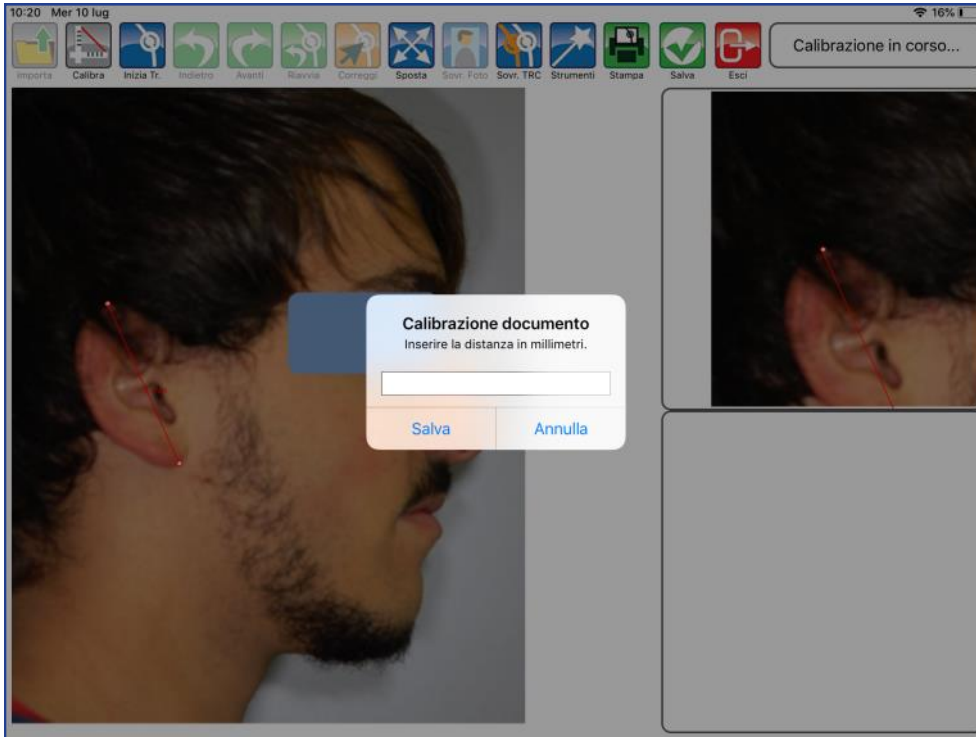 10:20 Mer 10 lug 16%
Importa Calibra Inizia Tr. Indietro Avanti Riavvia Correggi Sposta Sovr. Foto Sovr. TRC Strumenti Stampa Salva Esci
Calibrazione in corso...
Calibrazione documento
Inserire la distanza in millimetri.
Salva Annulla